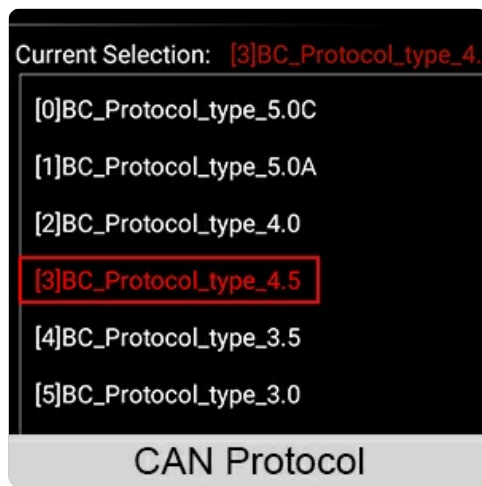 Current Selection: [3]BC_Protocol_type_4.
[0]BC_Protocol_type_5.0C
[1]BC_Protocol_type_5.0A
[2]BC_Protocol_type_4.0
[3]BC_Protocol_type_4.5
[4]BC_Protocol_type_3.5
[5]BC_Protocol_type_3.0
CAN Protocol